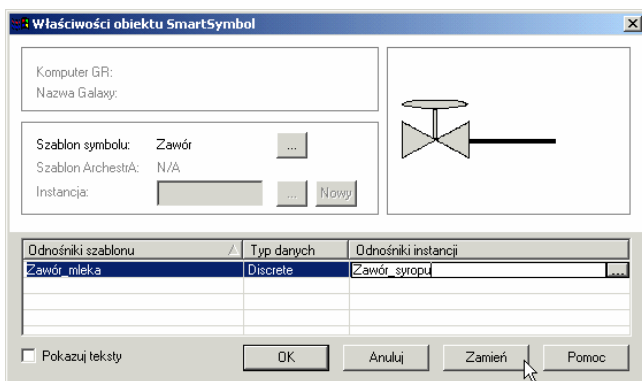 Właściwości obiektu SmartSymbol
Komputer GR:
Nazwa Galaxy:
Szablon symbolu: Zawór ...
Szablon ArchestrA: N/A
Instancja: ... Nowy
Odnośniki szablonu Typ danych Odnośniki instancji
Zawór_mleka Discrete Zawór_syropu ...
Pokazuj teksty OK Anuluj Zamień Pomoc